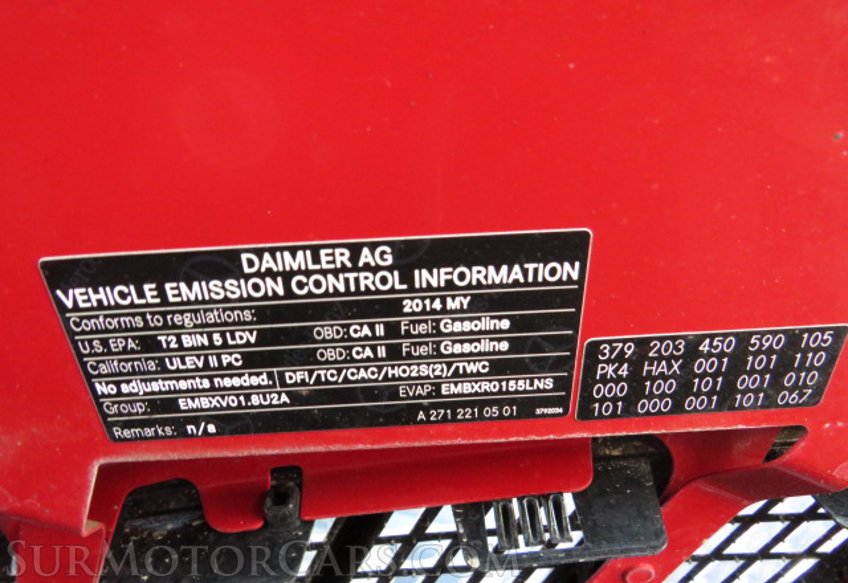 DAIMLER AG
VEHICLE EMISSION CONTROL INFORMATION
Conforms to regulations: 2014 MY
U.S. EPA: T2 BIN 5 LDV OBD: CA II Fuel: Gasoline
California: ULEV II PC OBD: CA II Fuel: Gasoline
No adjustments needed. DFI/TC/CAC/HO2S(2)/TWC
Group: EMBXV01.8U2A EVAP: EMBXR0155LNS
Remarks: n/a A 271 221 05 01 3792034
379 203 450 590 105
PK4 HAX 001 101 110
000 100 101 001 010
101 000 001 101 067
SURMOTORCARS.COM